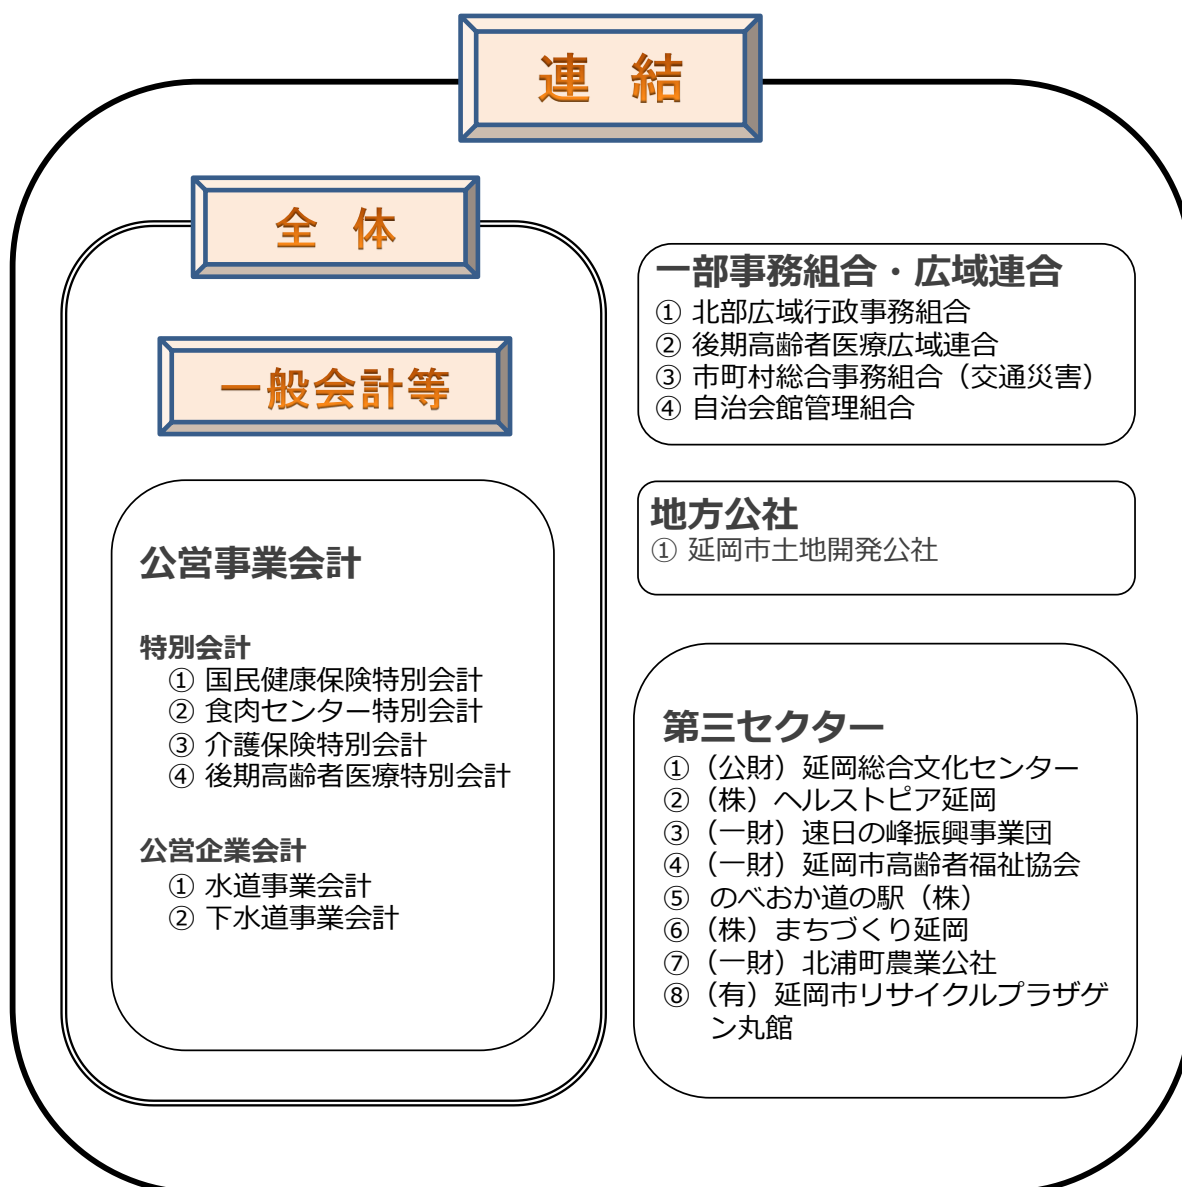 連 結
全 体
一般会計等
公営事業会計
特別会計
① 国民健康保険特別会計
② 食肉センター特別会計
③ 介護保険特別会計
④ 後期高齢者医療特別会計
公営企業会計
① 水道事業会計
② 下水道事業会計
一部事務組合・広域連合
① 北部広域行政事務組合
② 後期高齢者医療広域連合
③ 市町村総合事務組合（交通災害）
④ 自治会館管理組合
地方公社
① 延岡市土地開発公社
第三セクター
①（公財）延岡総合文化センター
②（株）ヘルストピア延岡
③（一財）速日の峰振興事業団
④（一財）延岡市高齢者福祉協会
⑤ のべおか道の駅（株）
⑥（株）まちづくり延岡
⑦（一財）北浦町農業公社
⑧（有）延岡市リサイクルプラザゲ
ン丸館